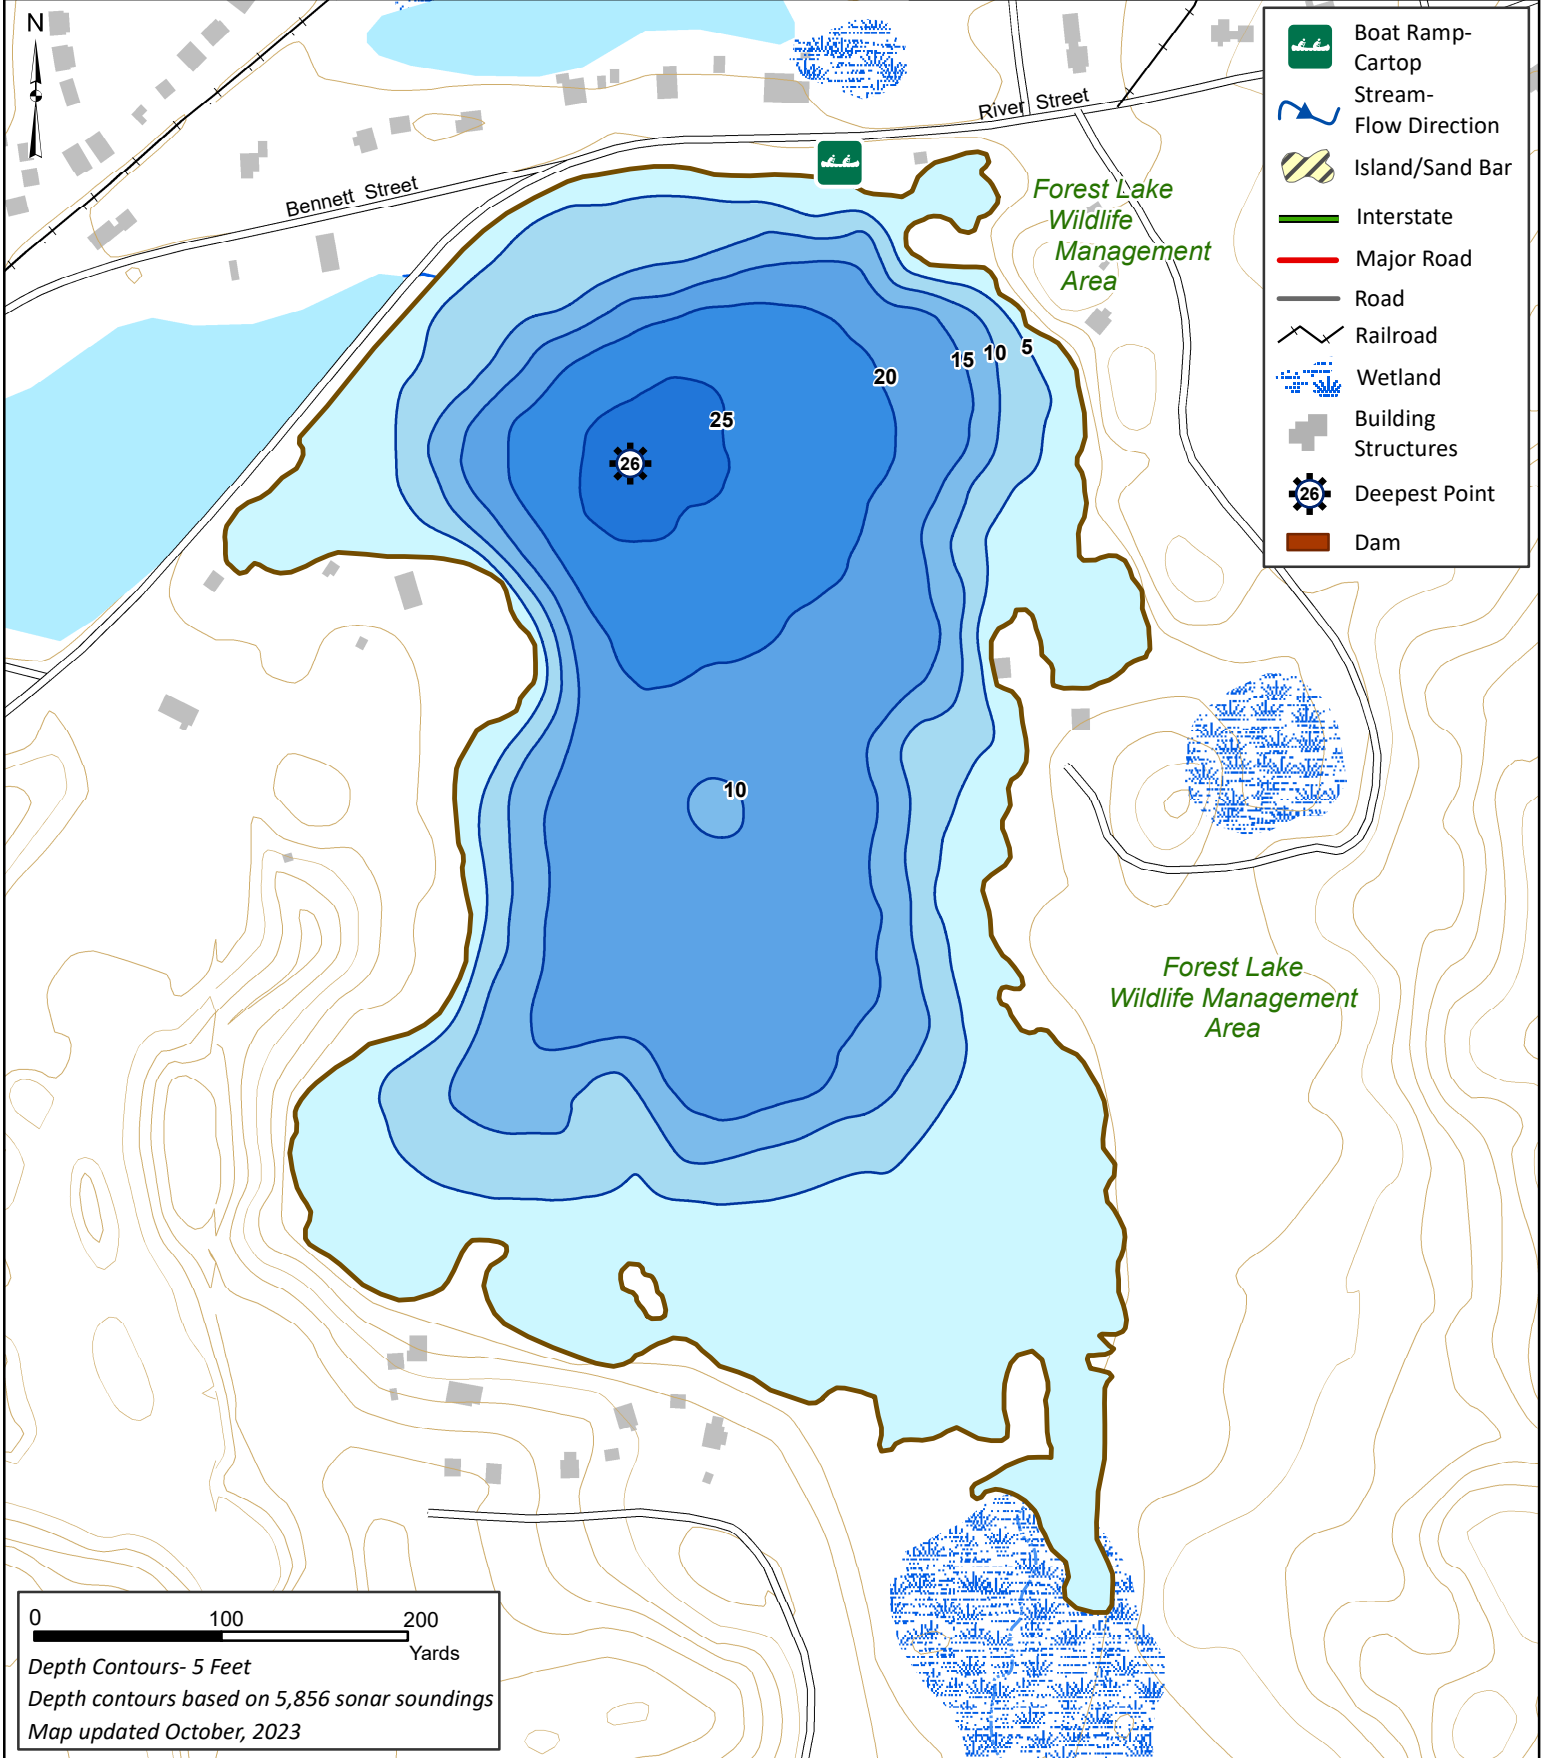 N
Bennett Street
River Street
Forest Lake
Wildlife
Management
Area
5
10
15
20
25
26
10
Forest Lake
Wildlife Management
Area
Boat Ramp-
Cartop
Stream-
Flow Direction
Island/Sand Bar
Interstate
Major Road
Road
Railroad
Wetland
Building
Structures
26
Deepest Point
Dam
0 100 200
Yards
Depth Contours- 5 Feet
Depth contours based on 5,856 sonar soundings
Map updated October, 2023